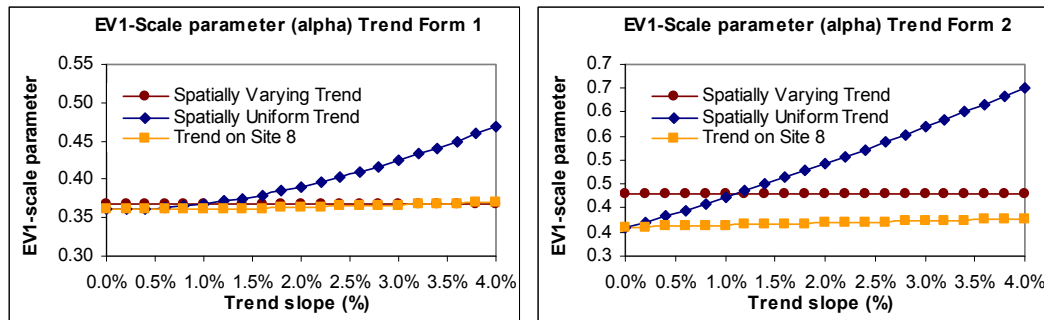 EV1-Scale parameter (alpha) Trend Form 1
EV1-scale parameter
0.55
0.50
0.45
0.40
0.35
0.30
Spatially Varying Trend
Spatially Uniform Trend
Trend on Site 8
0.0% 0.5% 1.0% 1.5% 2.0% 2.5% 3.0% 3.5% 4.0%
Trend slope (%)
EV1-Scale parameter (alpha) Trend Form 2
EV1-scale parameter
0.7
0.7
0.6
0.6
0.5
0.5
0.4
0.4
0.3
Spatially Varying Trend
Spatially Uniform Trend
Trend on Site 8
0.0% 0.5% 1.0% 1.5% 2.0% 2.5% 3.0% 3.5% 4.0%
Trend slope (%)